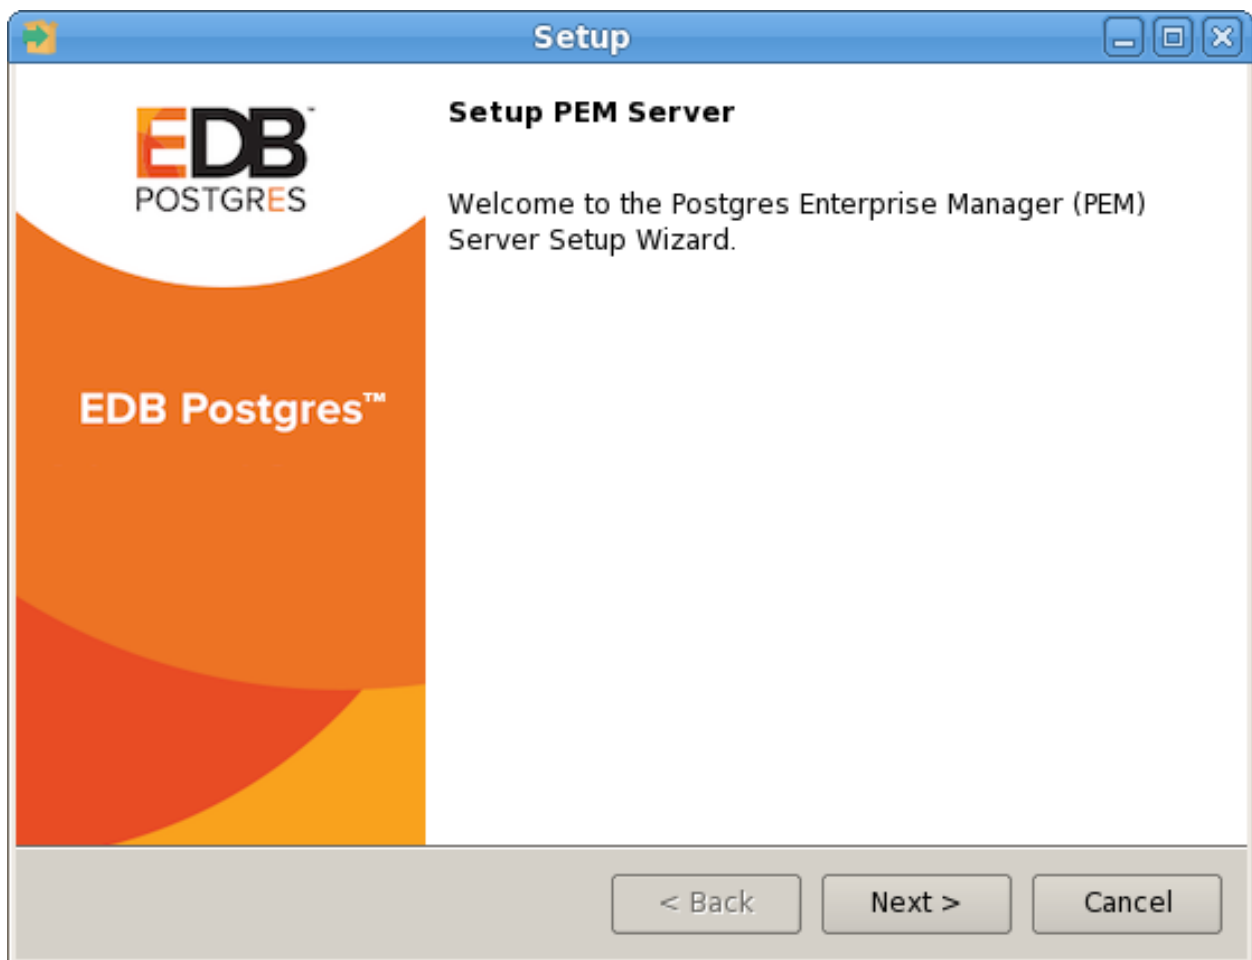 Setup
EDB™
POSTGRES
Setup PEM Server
Welcome to the Postgres Enterprise Manager (PEM)
Server Setup Wizard.
EDB Postgres™
< Back
Next >
Cancel